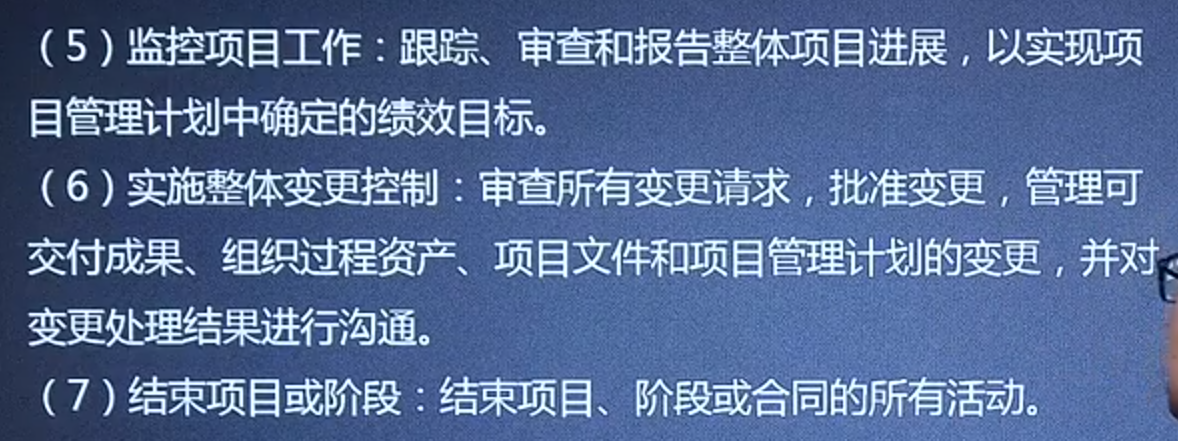 （5）监控项目工作：跟踪、审查和报告整体项目进展，以实现项
目管理计划中确定的绩效目标。
（6）实施整体变更控制：审查所有变更请求，批准变更，管理可
交付成果、组织过程资产、项目文件和项目管理计划的变更，并对
变更处理结果进行沟通。
（7）结束项目或阶段：结束项目、阶段或合同的所有活动。